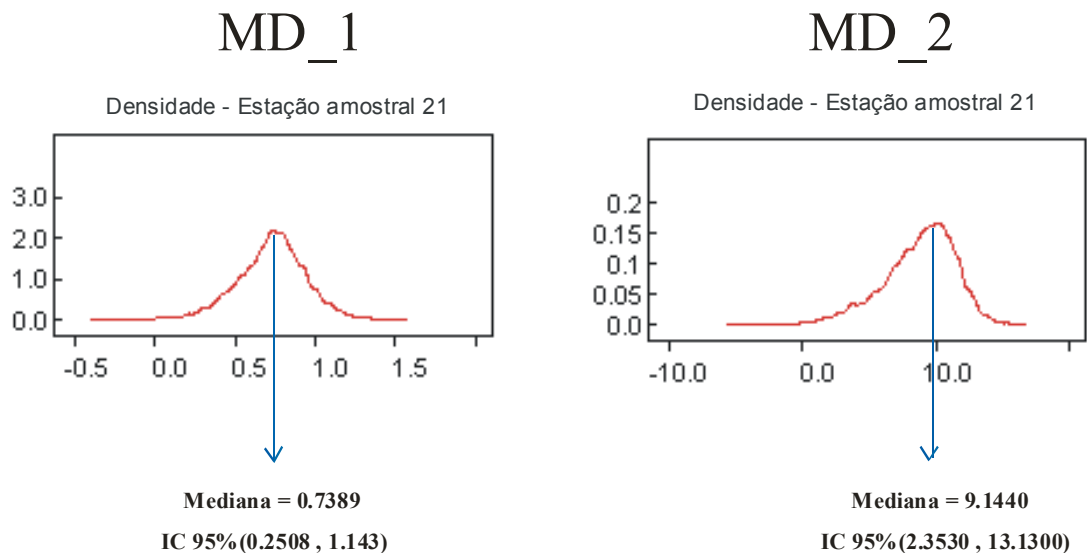 MD_1
Densidade - Estação amostral 21
3.0
2.0
1.0
0.0
-0.5 0.0 0.5 1.0 1.5
Mediana = 0.7389
IC 95%(0.2508 , 1.143)
MD_2
Densidade - Estação amostral 21
0.2
0.15
0.1
0.05
0.0
-10.0 0.0 10.0
Mediana = 9.1440
IC 95%(2.3530 , 13.1300)